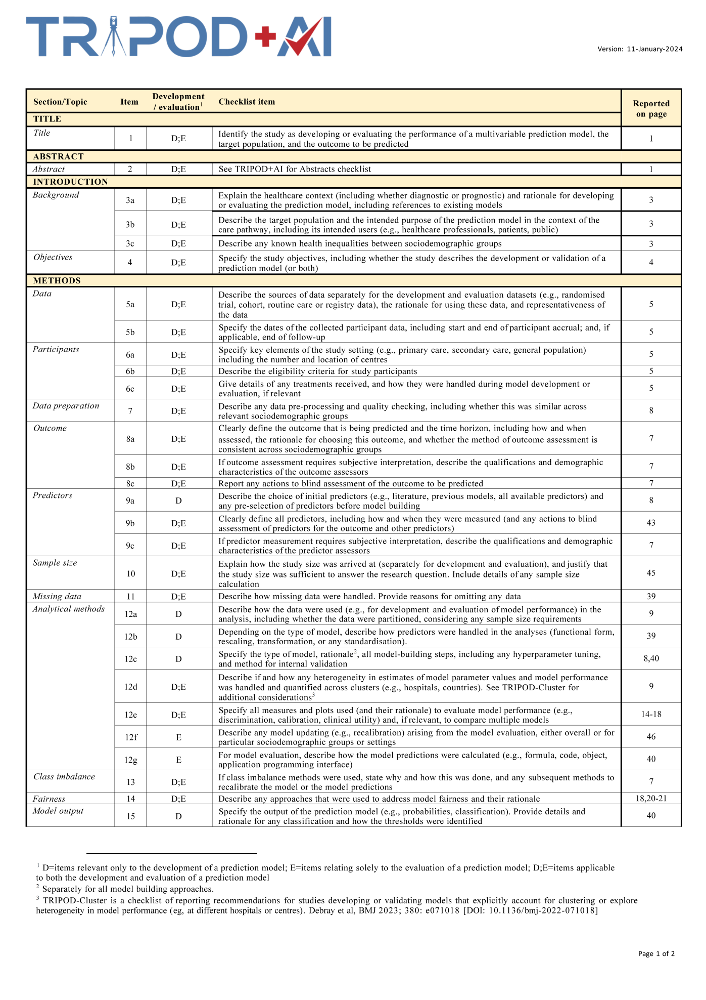 TRIPOD+AI
Version: 11-January-2024
Section/Topic Item Development / evaluation1 Checklist item Reported on page
TITLE
Title 1 D;E Identify the study as developing or evaluating the performance of a multivariable prediction model, the
target population, and the outcome to be predicted 1
ABSTRACT
Abstract 2 D;E See TRIPOD+AI for Abstracts checklist 1
INTRODUCTION
Background 3a D;E Explain the healthcare context (including whether diagnostic or prognostic) and rationale for developing
or evaluating the prediction model, including references to existing models 3
3b D;E Describe the target population and the intended purpose of the prediction model in the context of the
care pathway, including its intended users (e.g., healthcare professionals, patients, public) 3
3c D;E Describe any known health inequalities between sociodemographic groups 3
Objectives 4 D;E Specify the study objectives, including whether the study describes the development or validation of a
prediction model (or both) 4
METHODS
Data 5a D;E Describe the sources of data separately for the development and evaluation datasets (e.g., randomised
trial, cohort, routine care or registry data), the rationale for using these data, and representativeness of
the data 5
5b D;E Specify the dates of the collected participant data, including start and end of participant accrual; and, if
applicable, end of follow-up 5
Participants 6a D;E Specify key elements of the study setting (e.g., primary care, secondary care, general population)
including the number and location of centres 5
6b D;E Describe the eligibility criteria for study participants 5
6c D;E Give details of any treatments received, and how they were handled during model development or
evaluation, if relevant 5
Data preparation 7 D;E Describe any data pre-processing and quality checking, including whether this was similar across
relevant sociodemographic groups 8
Outcome 8a D;E Clearly define the outcome that is being predicted and the time horizon, including how and when
assessed, the rationale for choosing this outcome, and whether the method of outcome assessment is
consistent across sociodemographic groups 7
8b D;E If outcome assessment requires subjective interpretation, describe the qualifications and demographic
characteristics of the outcome assessors 7
8c D;E Report any actions to blind assessment of the outcome to be predicted 7
Predictors 9a D Describe the choice of initial predictors (e.g., literature, previous models, all available predictors) and
any pre-selection of predictors before model building 8
9b D;E Clearly define all predictors, including how and when they were measured (and any actions to blind
assessment of predictors for the outcome and other predictors) 43
9c D;E If predictor measurement requires subjective interpretation, describe the qualifications and demographic
characteristics of the predictor assessors 7
Sample size 10 D;E Explain how the study size was arrived at (separately for development and evaluation), and justify that
the study size was sufficient to answer the research question. Include details of any sample size
calculation 45
Missing data 11 D;E Describe how missing data were handled. Provide reasons for omitting any data 39
Analytical methods 12a D Describe how the data were used (e.g., for development and evaluation of model performance) in the
analysis, including whether the data were partitioned, considering any sample size requirements 9
12b D Depending on the type of model, describe how predictors were handled in the analyses (functional form,
rescaling, transformation, or any standardisation). 39
12c D Specify the type of model, rationale2, all model-building steps, including any hyperparameter tuning,
and method for internal validation 8,40
12d D;E Describe if and how any heterogeneity in estimates of model parameter values and model performance
was handled and quantified across clusters (e.g., hospitals, countries). See TRIPOD-Cluster for
additional considerations3 9
12e D;E Specify all measures and plots used (and their rationale) to evaluate model performance (e.g.,
discrimination, calibration, clinical utility) and, if relevant, to compare multiple models 14-18
12f E Describe any model updating (e.g., recalibration) arising from the model evaluation, either overall or for
particular sociodemographic groups or settings 46
12g E For model evaluation, describe how the model predictions were calculated (e.g., formula, code, object,
application programming interface) 40
Class imbalance 13 D;E If class imbalance methods were used, state why and how this was done, and any subsequent methods to
recalibrate the model or the model predictions 7
Fairness 14 D;E Describe any approaches that were used to address model fairness and their rationale 18,20-21
Model output 15 D Specify the output of the prediction model (e.g., probabilities, classification). Provide details and
rationale for any classification and how the thresholds were identified 40
1 D=items relevant only to the development of a prediction model; E=items relating solely to the evaluation of a prediction model; D;E=items applicable
to both the development and evaluation of a prediction model
2 Separately for all model building approaches.
3 TRIPOD-Cluster is a checklist of reporting recommendations for studies developing or validating models that explicitly account for clustering or explore
heterogeneity in model performance (eg, at different hospitals or centres). Debray et al, BMJ 2023; 380: e071018 [DOI: 10.1136/bmj-2022-071018]
Page 1 of 2